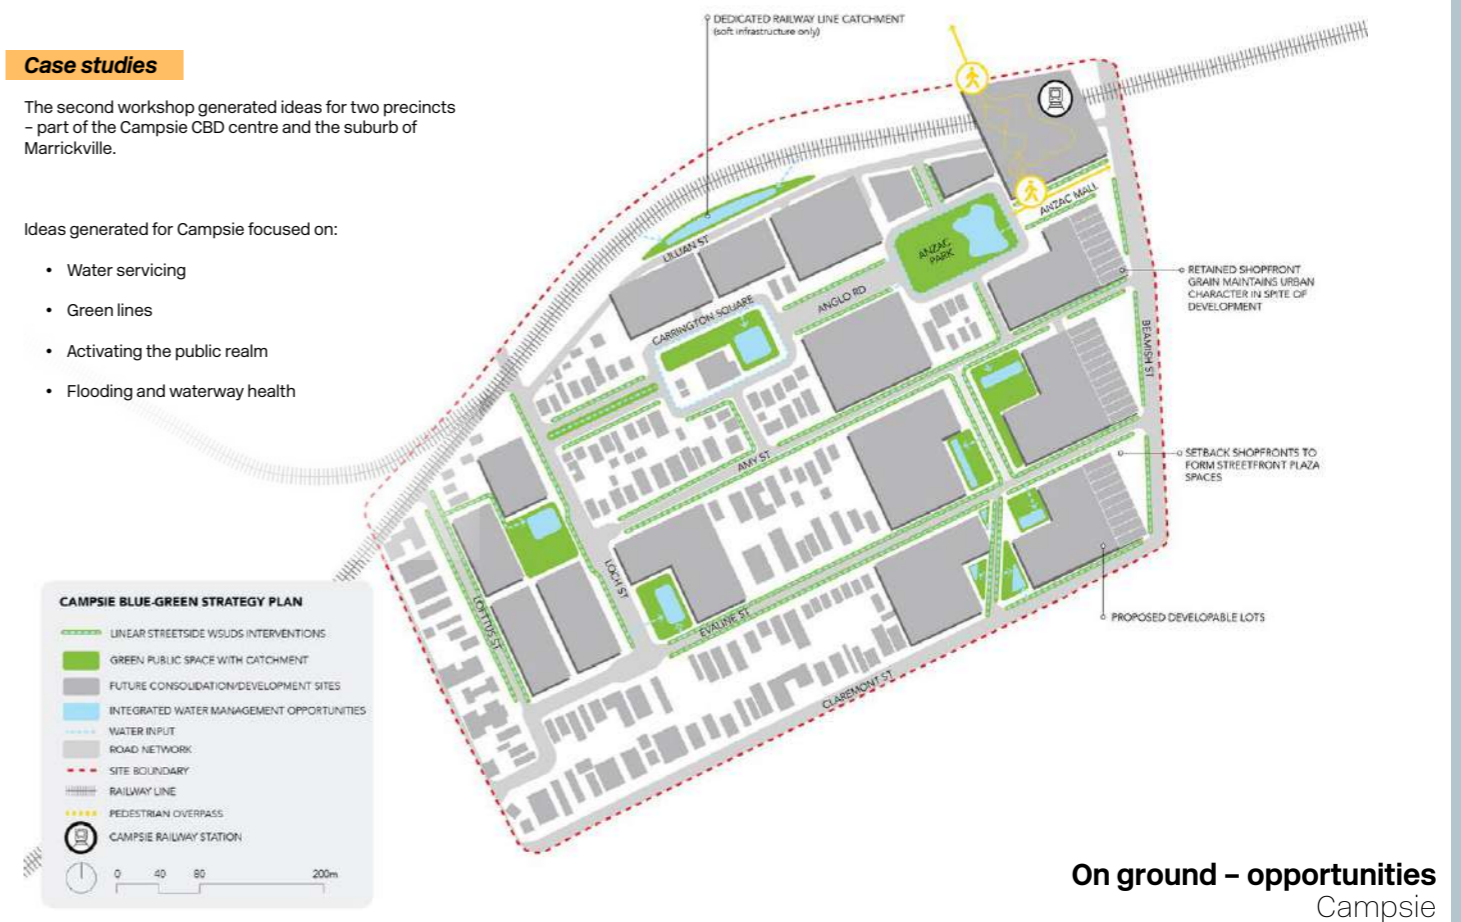 Case studies
The second workshop generated ideas for two precincts
– part of the Campsie CBD centre and the suburb of
Marrickville.
Ideas generated for Campsie focused on:
• Water servicing
• Green lines
• Activating the public realm
• Flooding and waterway health
DEDICATED RAILWAY LINE CATCHMENT
(soft infrastructure only)
LILLIAN ST
ANZAC
PARK
ANZAC MALL
CARRINGTON SQUARE
ANGLO RD
RETAINED SHOPFRONT
GRAIN MAINTAINS URBAN
CHARACTER IN SPITE OF
DEVELOPMENT
BEAMISH ST
AMY ST
SETBACK SHOPFRONTS TO
FORM STREETFRONT PLAZA
SPACES
LOCH ST
LOFTUS ST
EVALINE ST
CLAREMONT ST
PROPOSED DEVELOPABLE LOTS
CAMPSIE BLUE-GREEN STRATEGY PLAN
LINEAR STREETSIDE WSUDS INTERVENTIONS
GREEN PUBLIC SPACE WITH CATCHMENT
FUTURE CONSOLIDATION/DEVELOPMENT SITES
INTEGRATED WATER MANAGEMENT OPPORTUNITIES
WATER INPUT
ROAD NETWORK
SITE BOUNDARY
RAILWAY LINE
PEDESTRIAN OVERPASS
CAMPSIE RAILWAY STATION
0 40 80 200m
On ground – opportunities
Campsie